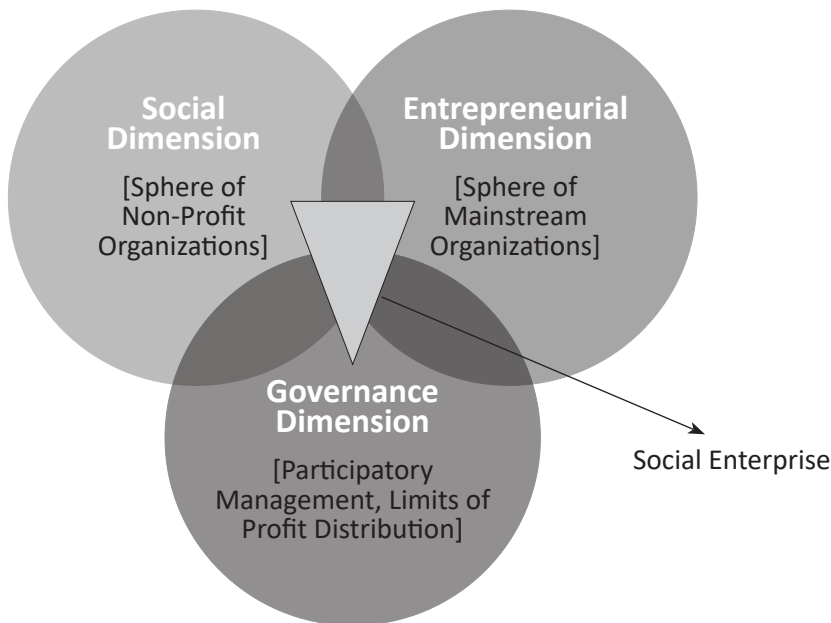 Social
Dimension
[Sphere of
Non-Profit
Organizations]
Entrepreneurial
Dimension
[Sphere of
Mainstream
Organizations]
Governance
Dimension
[Participatory
Management, Limits of
Profit Distribution]
Social Enterprise